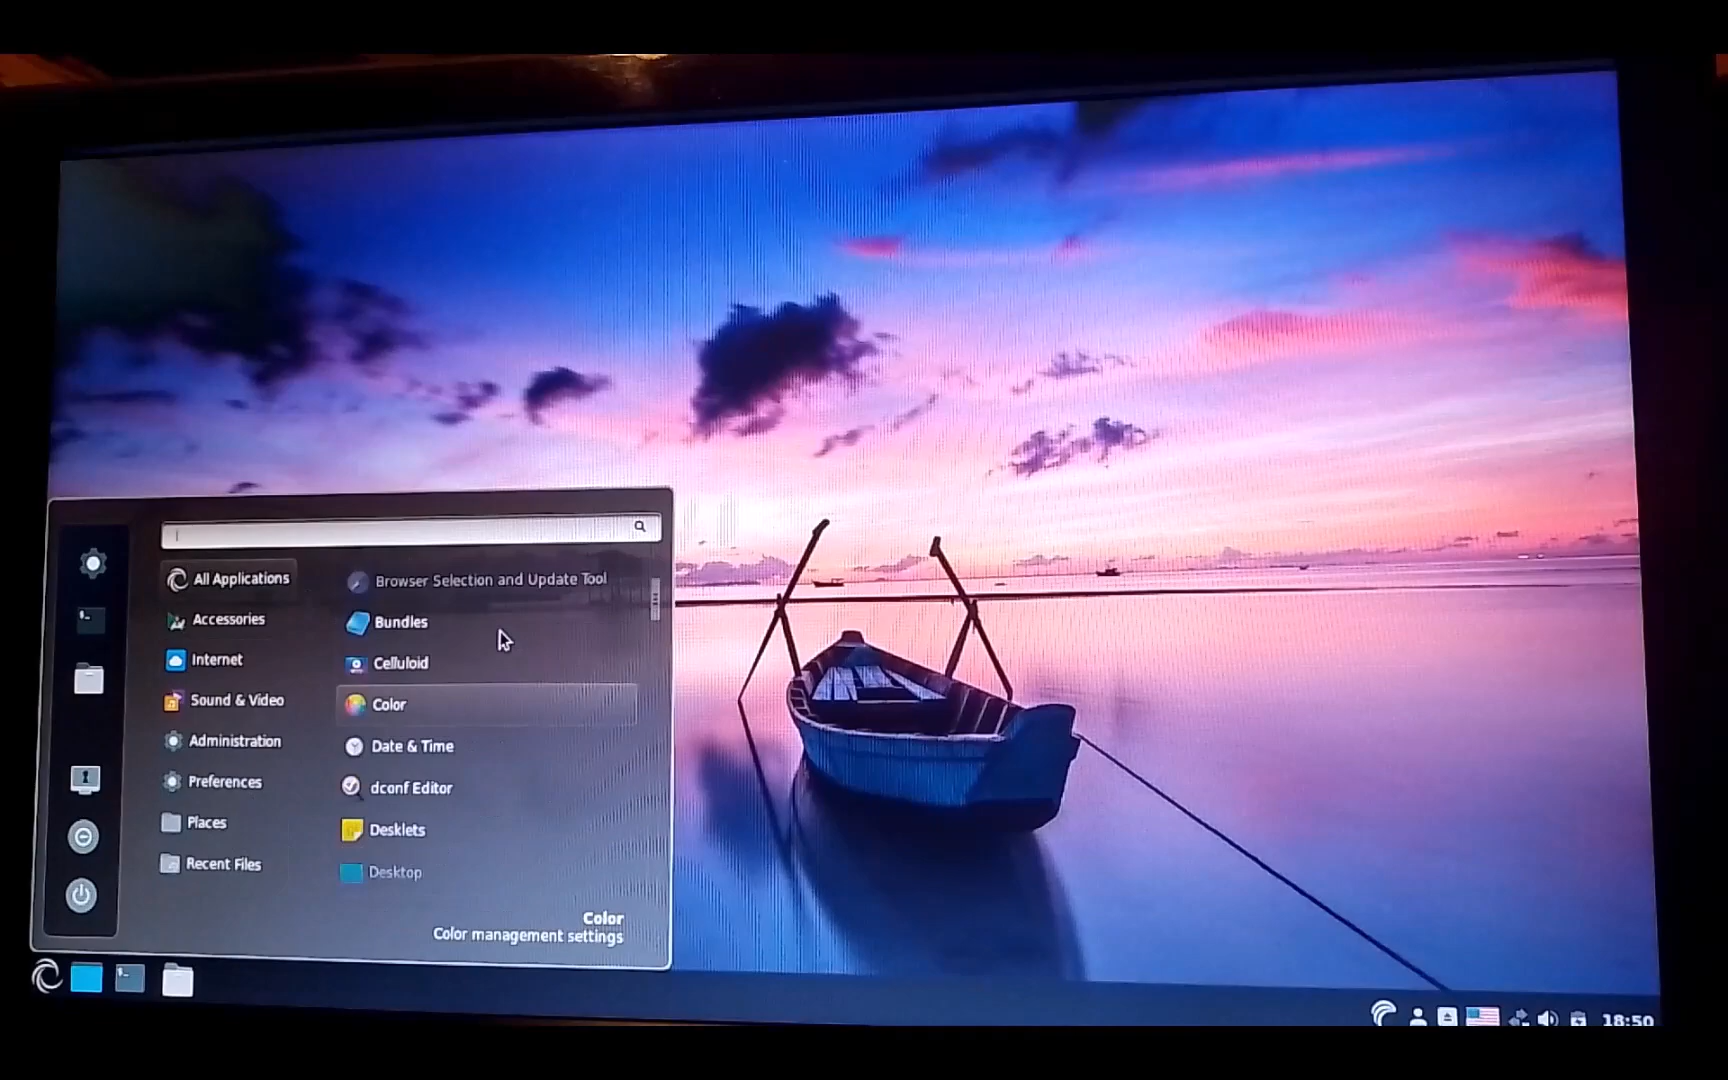 All Applications
Accessories
Internet
Sound & Video
Administration
Preferences
Places
Recent Files
Browser Selection and Update Tool
Bundles
Celluloid
Color
Date & Time
dconf Editor
Desklets
Desktop
Color
Color management settings
18:50